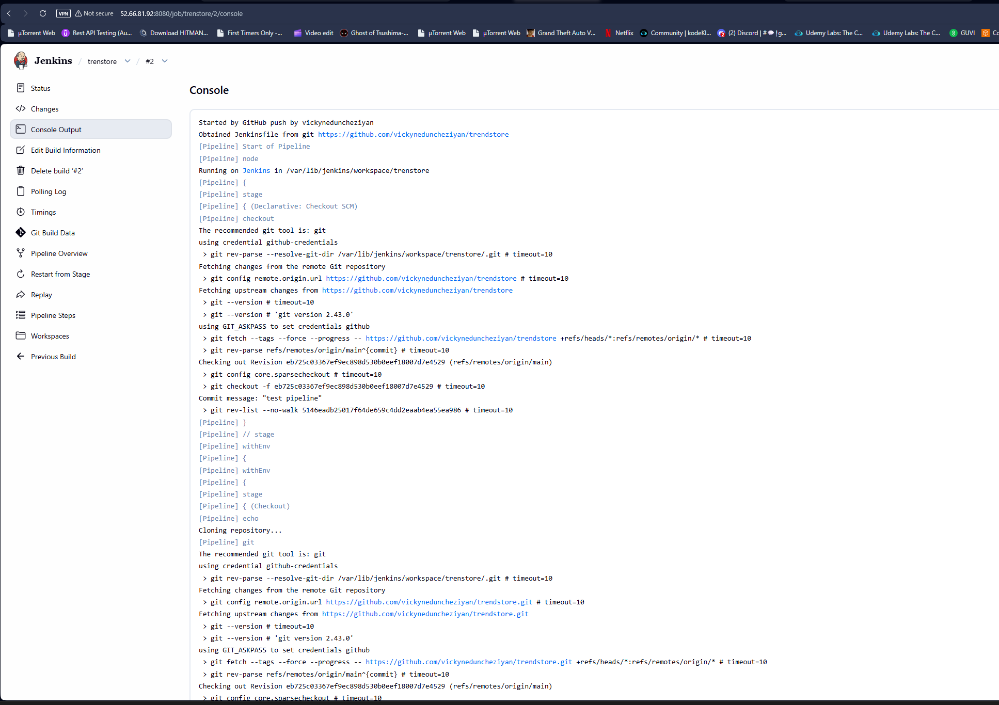 VPN Not secure 52.66.81.92:8080/job/trenstore/2/console
µTorrent Web Rest API Testing (Au... Download HITMAN... First Timers Only -... Video edit Ghost of Tsushima-... µTorrent Web µTorrent Web Grand Theft Auto V... Netflix Community | kodeKl... (2) Discord | # | g... Udemy Labs: The C... Udemy Labs: The C... GUVI
Jenkins / trenstore / #2
Status
Changes
Console Output
Edit Build Information
Delete build ‘#2’
Polling Log
Timings
Git Build Data
Pipeline Overview
Restart from Stage
Replay
Pipeline Steps
Workspaces
Previous Build
Console
Started by GitHub push by vickyneduncheziyan
Obtained Jenkinsfile from git https://github.com/vickyneduncheziyan/trendstore
[Pipeline] Start of Pipeline
[Pipeline] node
Running on Jenkins in /var/lib/jenkins/workspace/trenstore
[Pipeline] {
[Pipeline] stage
[Pipeline] { (Declarative: Checkout SCM)
[Pipeline] checkout
The recommended git tool is: git
using credential github-credentials
> git rev-parse --resolve-git-dir /var/lib/jenkins/workspace/trenstore/.git # timeout=10
Fetching changes from the remote Git repository
> git config remote.origin.url https://github.com/vickyneduncheziyan/trendstore # timeout=10
Fetching upstream changes from https://github.com/vickyneduncheziyan/trendstore
> git --version # timeout=10
> git --version # 'git version 2.43.0'
using GIT_ASKPASS to set credentials github
> git fetch --tags --force --progress -- https://github.com/vickyneduncheziyan/trendstore +refs/heads/*:refs/remotes/origin/* # timeout=10
> git rev-parse refs/remotes/origin/main^{commit} # timeout=10
Checking out Revision eb725c03367ef9ec898d530b0eef18007d7e4529 (refs/remotes/origin/main)
> git config core.sparsecheckout # timeout=10
> git checkout -f eb725c03367ef9ec898d530b0eef18007d7e4529 # timeout=10
Commit message: "test pipeline"
> git rev-list --no-walk 5146eadb25017f64de659c4dd2eaab4ea55ea986 # timeout=10
[Pipeline] }
[Pipeline] // stage
[Pipeline] withEnv
[Pipeline] {
[Pipeline] withEnv
[Pipeline] {
[Pipeline] stage
[Pipeline] { (Checkout)
[Pipeline] echo
Cloning repository...
[Pipeline] git
The recommended git tool is: git
using credential github-credentials
> git rev-parse --resolve-git-dir /var/lib/jenkins/workspace/trenstore/.git # timeout=10
Fetching changes from the remote Git repository
> git config remote.origin.url https://github.com/vickyneduncheziyan/trendstore.git # timeout=10
Fetching upstream changes from https://github.com/vickyneduncheziyan/trendstore.git
> git --version # timeout=10
> git --version # 'git version 2.43.0'
using GIT_ASKPASS to set credentials github
> git fetch --tags --force --progress -- https://github.com/vickyneduncheziyan/trendstore.git +refs/heads/*:refs/remotes/origin/* # timeout=10
> git rev-parse refs/remotes/origin/main^{commit} # timeout=10
Checking out Revision eb725c03367ef9ec898d530b0eef18007d7e4529 (refs/remotes/origin/main)
> git config core.sparsecheckout # timeout=10